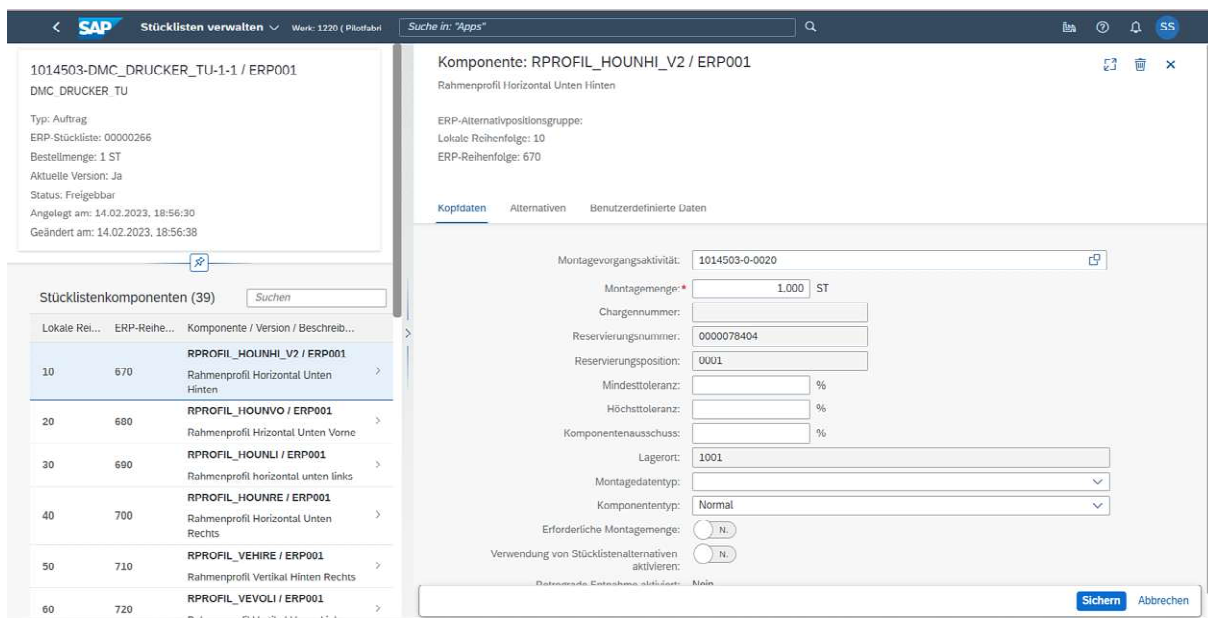 SAP Stücklisten verwalten Werk: 1220 ( Pilotfabri Suche in: "Apps" SS
1014503-DMC_DRUCKER_TU-1-1 / ERP001
DMC_DRUCKER_TU
Typ: Auftrag
ERP-Stückliste: 00000266
Bestellmenge: 1 ST
Aktuelle Version: Ja
Status: Freigebbar
Angelegt am: 14.02.2023, 18:56:30
Geändert am: 14.02.2023, 18:56:38
Stücklistenkomponenten (39) Suchen
Lokale Rei... ERP-Reihe... Komponente / Version / Beschreib...
RPROFIL_HOUNHI_V2 / ERP001
10 670 Rahmenprofil Horizontal Unten
Hinten
RPROFIL_HOUNVO / ERP001
20 680
Rahmenprofil Hrizontal Unten Vorne
RPROFIL_HOUNLI / ERP001
30 690
Rahmenprofil horizontal unten links
RPROFIL_HOUNRE / ERP001
40 700 Rahmenprofil Horizontal Unten
Rechts
RPROFIL_VEHIRE / ERP001
50 710
Rahmenprofil Vertikal Hinten Rechts
RPROFIL_VEVOLI / ERP001
60 720
Komponente: RPROFIL_HOUNHI_V2 / ERP001
Rahmenprofil Horizontal Unten Hinten
ERP-Alternativpositionsgruppe:
Lokale Reihenfolge: 10
ERP-Reihenfolge: 670
Kopfdaten Alternativen Benutzerdefinierte Daten
Montagevorgangsaktivität: 1014503-0-0020
Montagemenge:* 1.000 ST
Chargennummer:
Reservierungsnummer: 0000078404
Reservierungsposition: 0001
Mindesttoleranz: %
Höchsttoleranz: %
Komponentenausschuss: %
Lagerort: 1001
Montagedatentyp:
Komponententyp: Normal
Erforderliche Montagemenge: N.
Verwendung von Stücklistenalternativen N.
aktivieren:
Retrograde Entnahme aktiviert: Nein
Sichern Abbrechen